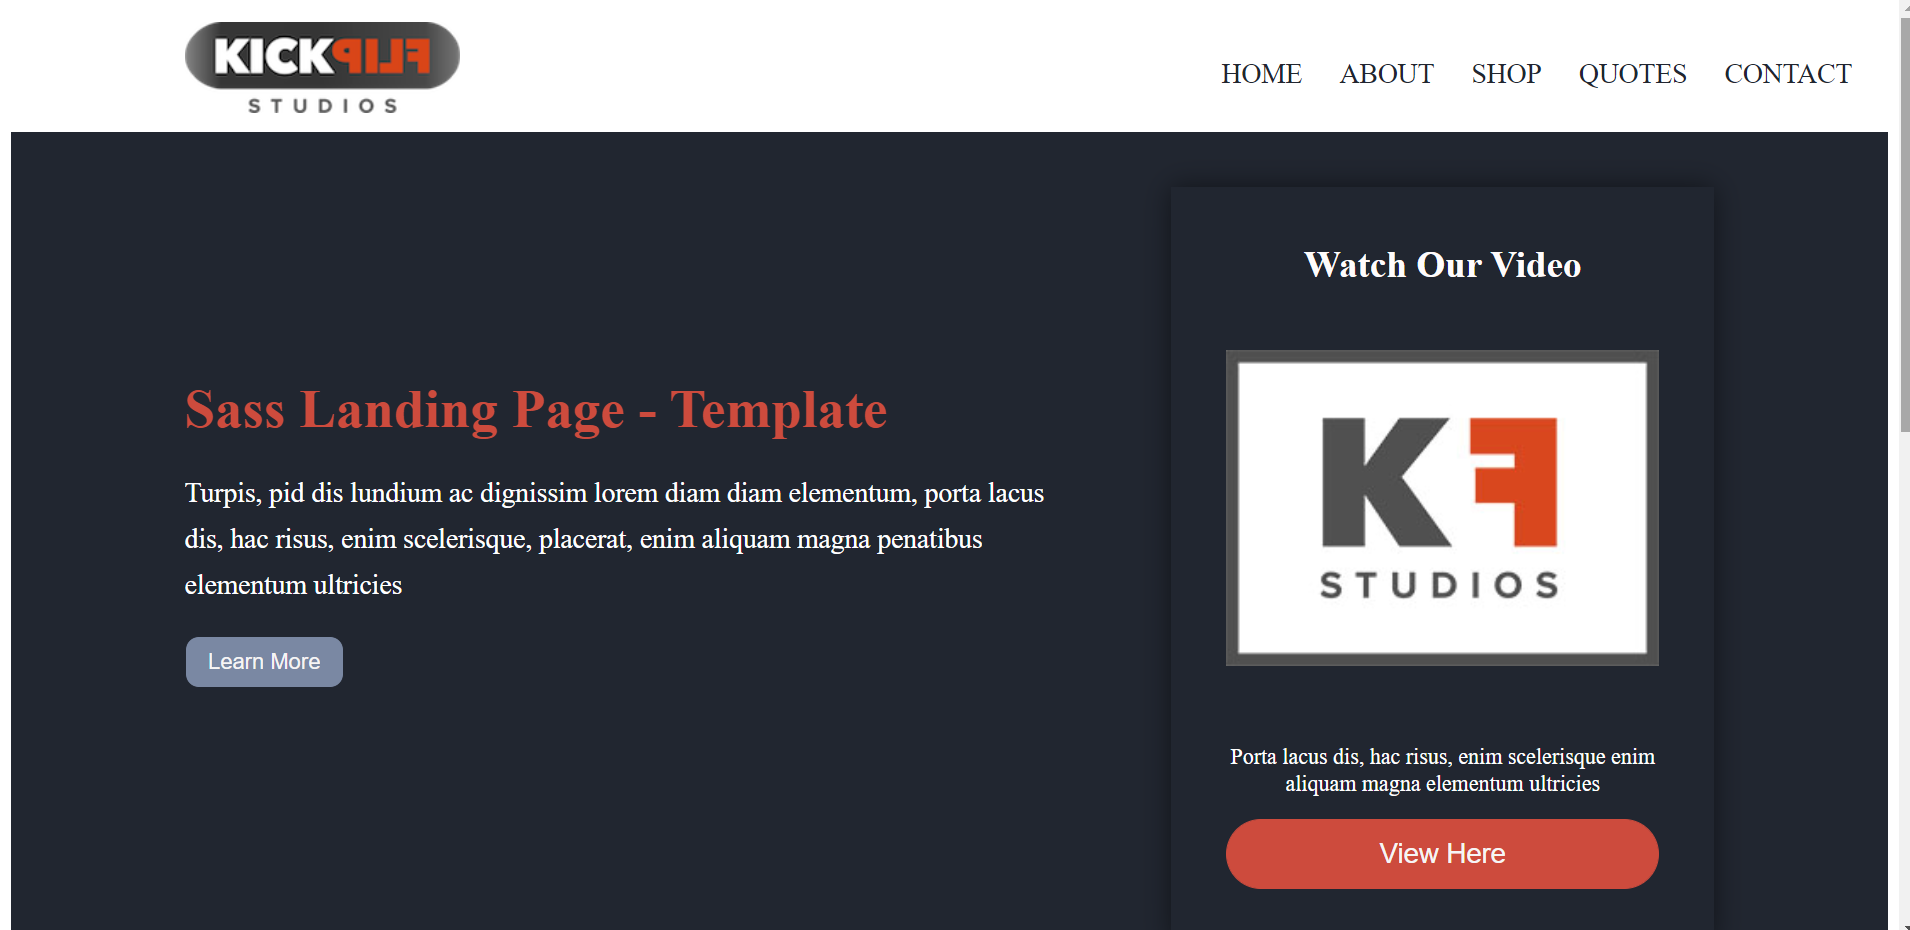 KICKFLIP
STUDIOS
HOME ABOUT SHOP QUOTES CONTACT
Sass Landing Page - Template
Turpis, pid dis lundium ac dignissim lorem diam diam elementum, porta lacus
dis, hac risus, enim scelerisque, placerat, enim aliquam magna penatibus
elementum ultricies
Learn More
Watch Our Video
KF
STUDIOS
Porta lacus dis, hac risus, enim scelerisque enim
aliquam magna elementum ultricies
View Here